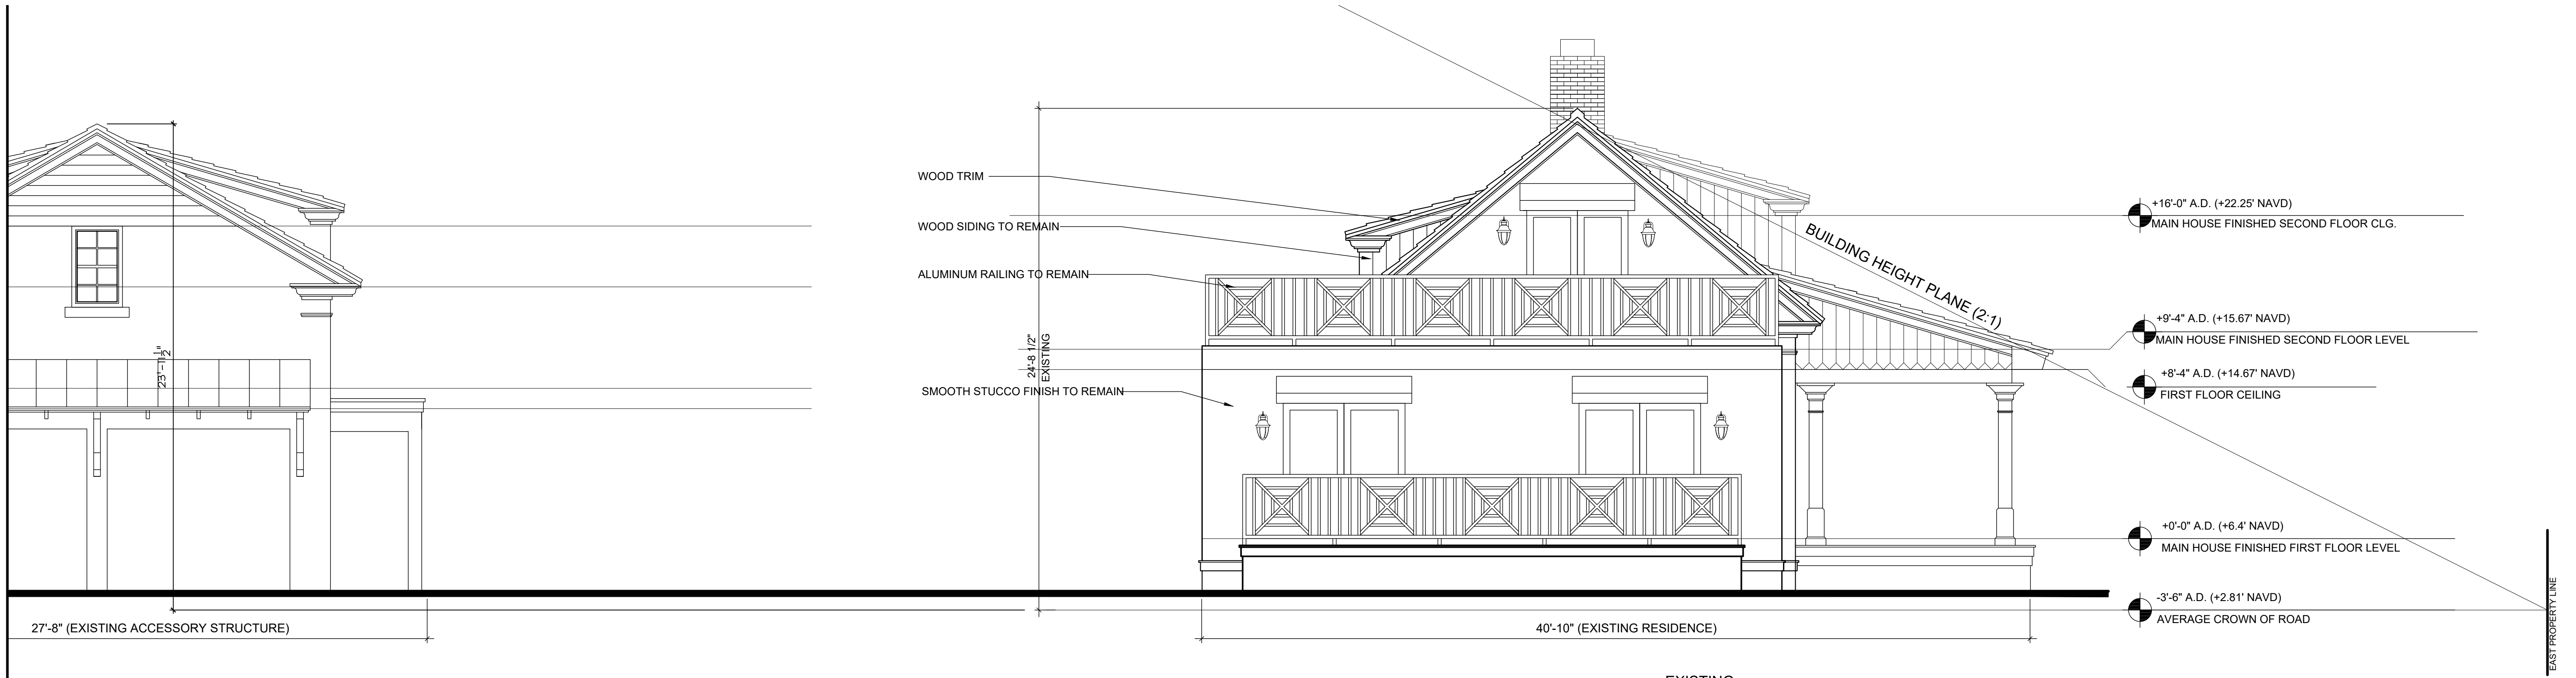 WOOD TRIM
WOOD SIDING TO REMAIN
ALUMINUM RAILING TO REMAIN
SMOOTH STUCCO FINISH TO REMAIN
23'-11 1/2"
24'-8 1/2"
EXISTING
BUILDING HEIGHT PLANE (2:1)
+16'-0" A.D. (+22.25' NAVD)
MAIN HOUSE FINISHED SECOND FLOOR CLG.
+9'-4" A.D. (+15.67' NAVD)
MAIN HOUSE FINISHED SECOND FLOOR LEVEL
+8'-4" A.D. (+14.67' NAVD)
FIRST FLOOR CEILING
+0'-0" A.D. (+6.4' NAVD)
MAIN HOUSE FINISHED FIRST FLOOR LEVEL
-3'-6" A.D. (+2.81' NAVD)
AVERAGE CROWN OF ROAD
EAST PROPERTY LINE
27'-8" (EXISTING ACCESSORY STRUCTURE)
40'-10" (EXISTING RESIDENCE)
EXISTING